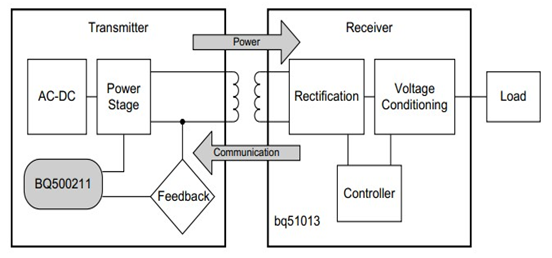 Transmitter
Receiver
Power
AC-DC
Power
Stage
Rectification
Voltage
Conditioning
Load
Communication
BQ500211
Feedback
Controller
bq51013